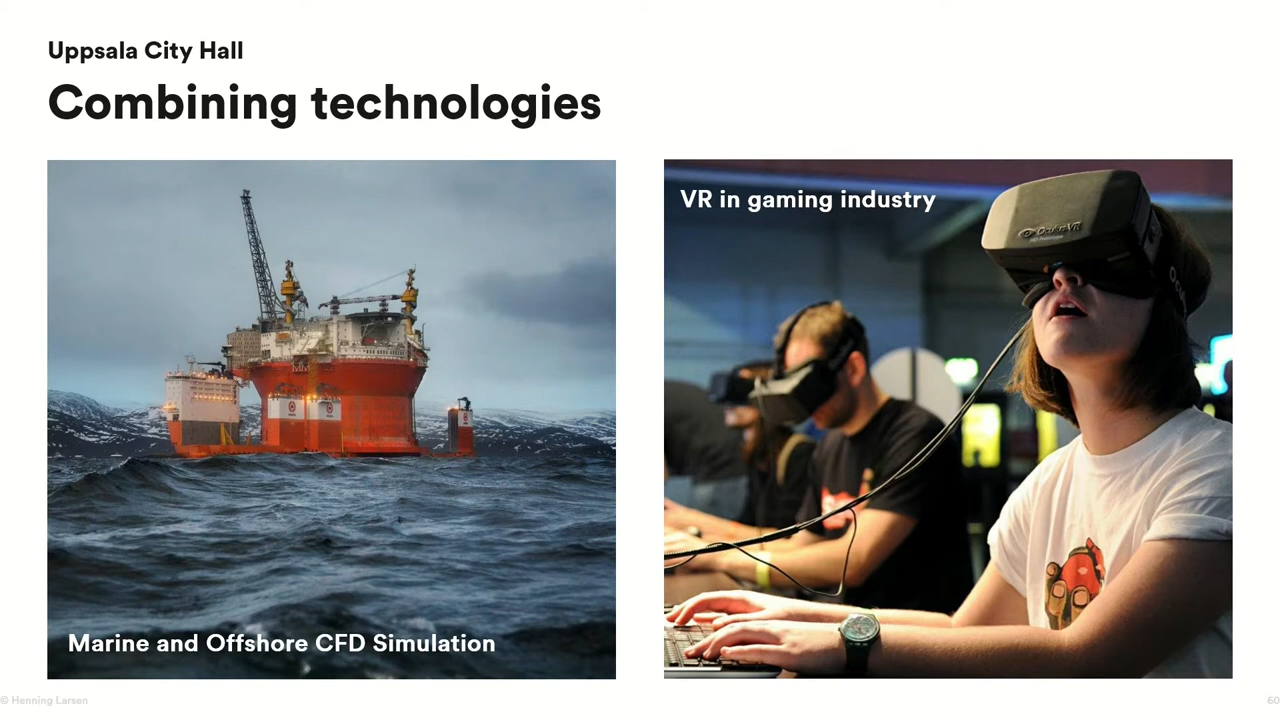 Uppsala City Hall
Combining technologies
VR in gaming industry
Marine and Offshore CFD Simulation
© Henning Larsen
60